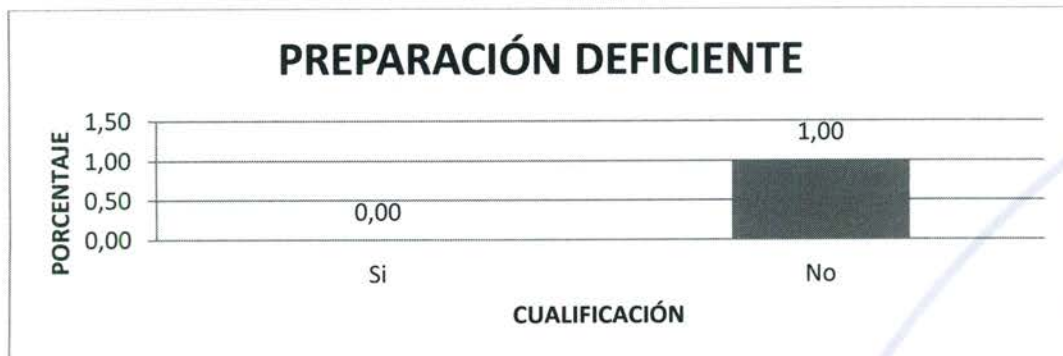 PREPARACIÓN DEFICIENTE
PORCENTAJE
1,50
1,00
0,50
0,00
0,00
1,00
Si
No
CUALIFICACIÓN